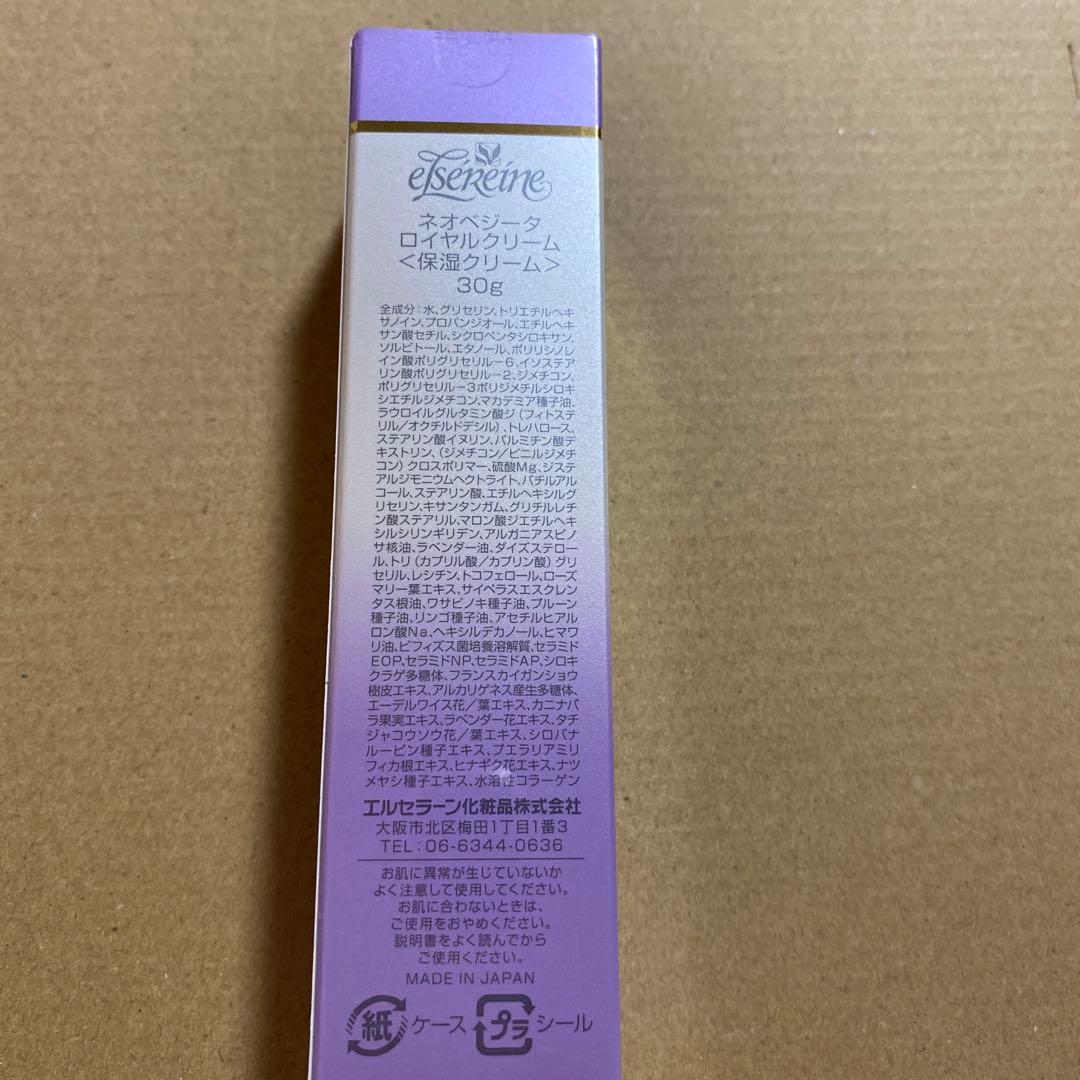 elséreine
ネオベジータ
ロイヤルクリーム
<保湿クリーム>
30g
全成分:水、グリセリン、トリエチルヘキ
サノイン、プロパンジオール、エチルヘキ
サン酸セチル、シクロペンタシロキサン、
ソルビトール、エタノール、ポリリシノレ
イン酸ポリグリセリル－6、イソステア
リン酸ポリグリセリル－2、ジメチコン、
ポリグリセリル－3ポリジメチルシロキ
シエチルジメチコン、マカデミア種子油、
ラウロイルグルタミン酸ジ(フィトステ
リル/オクチルドデシル)、トレハロース、
ステアリン酸イヌリン、パルミチン酸デ
キストリン、(ジメチコン/ビニルジメチ
コン)クロスポリマー、硫酸Mg、ジステ
アルジモニウムヘクトライト、バチルアル
コール、ステアリン酸、エチルヘキシルグ
リセリン、キサンタンガム、グリチルレチ
ン酸ステアリル、マロン酸ジエチルヘキ
シルシリンギリデン、アルガニアスピノ
サ核油、ラベンダー油、ダイズステロー
ル、トリ(カプリル酸/カプリン酸)グリ
セリル、レシチン、トコフェロール、ローズ
マリー葉エキス、サイペラスエスクレン
タス根油、ワサビノキ種子油、プルーン
種子油、リンゴ種子油、アセチルヒアル
ロン酸Na、ヘキシルデカノール、ヒマワ
リ油、ビフィズス菌培養溶解質、セラミド
EOP、セラミドNP、セラミドAP、シロキ
クラゲ多糖体、フランスカイガンショウ
樹皮エキス、アルカリゲネス産生多糖体、
エーデルワイス花/葉エキス、カニナバ
ラ果実エキス、ラベンダー花エキス、タチ
ジャコウソウ花/葉エキス、シロバナ
ルーピン種子エキス、プエラリアミリ
フィカ根エキス、ヒナギク花エキス、ナツ
メヤシ種子エキス、水溶性コラーゲン
エルセラーン化粧品株式会社
大阪市北区梅田1丁目1番3
TEL:06-6344-0636
お肌に異常が生じていないか
よく注意して使用してください。
お肌に合わないときは、
ご使用をおやめください。
説明書をよく読んでから
ご使用ください。
MADE IN JAPAN
紙 ケース プラ シール